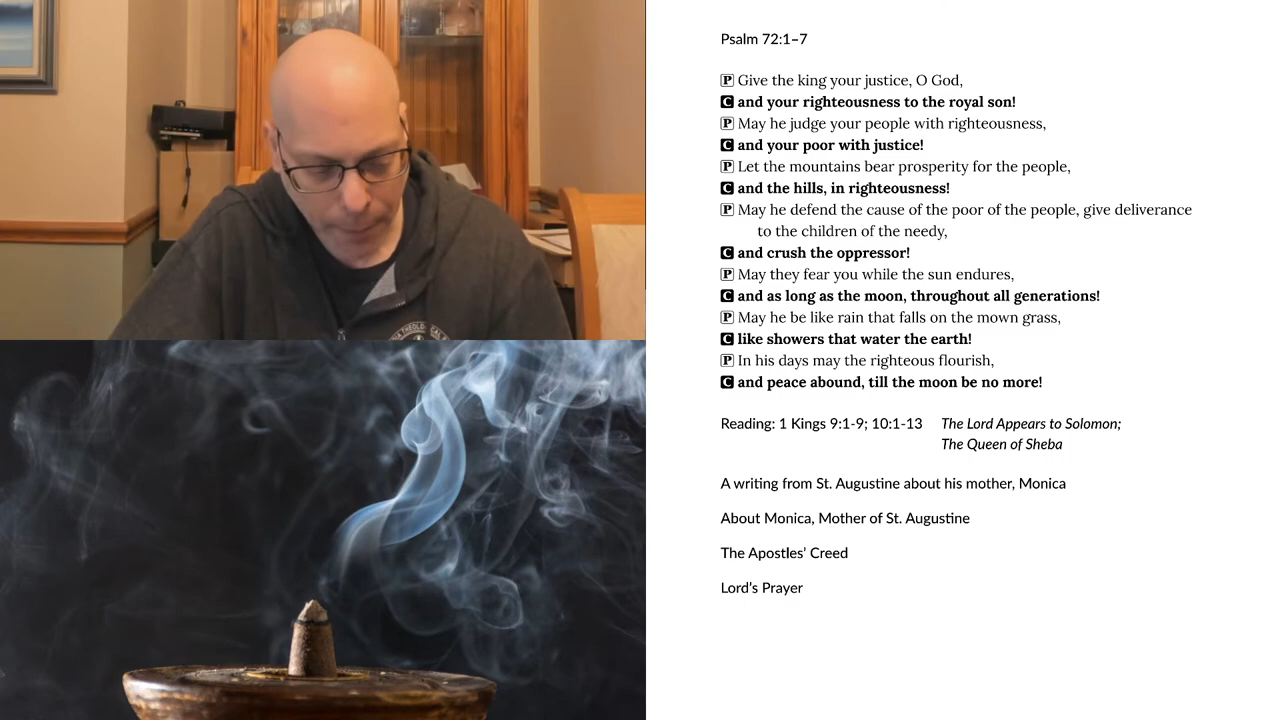 Psalm 72:1–7
P Give the king your justice, O God,
C and your righteousness to the royal son!
P May he judge your people with righteousness,
C and your poor with justice!
P Let the mountains bear prosperity for the people,
C and the hills, in righteousness!
P May he defend the cause of the poor of the people, give deliverance
to the children of the needy,
C and crush the oppressor!
P May they fear you while the sun endures,
C and as long as the moon, throughout all generations!
P May he be like rain that falls on the mown grass,
C like showers that water the earth!
P In his days may the righteous flourish,
C and peace abound, till the moon be no more!
Reading: 1 Kings 9:1-9; 10:1-13 The Lord Appears to Solomon;
The Queen of Sheba
A writing from St. Augustine about his mother, Monica
About Monica, Mother of St. Augustine
The Apostles’ Creed
Lord’s Prayer